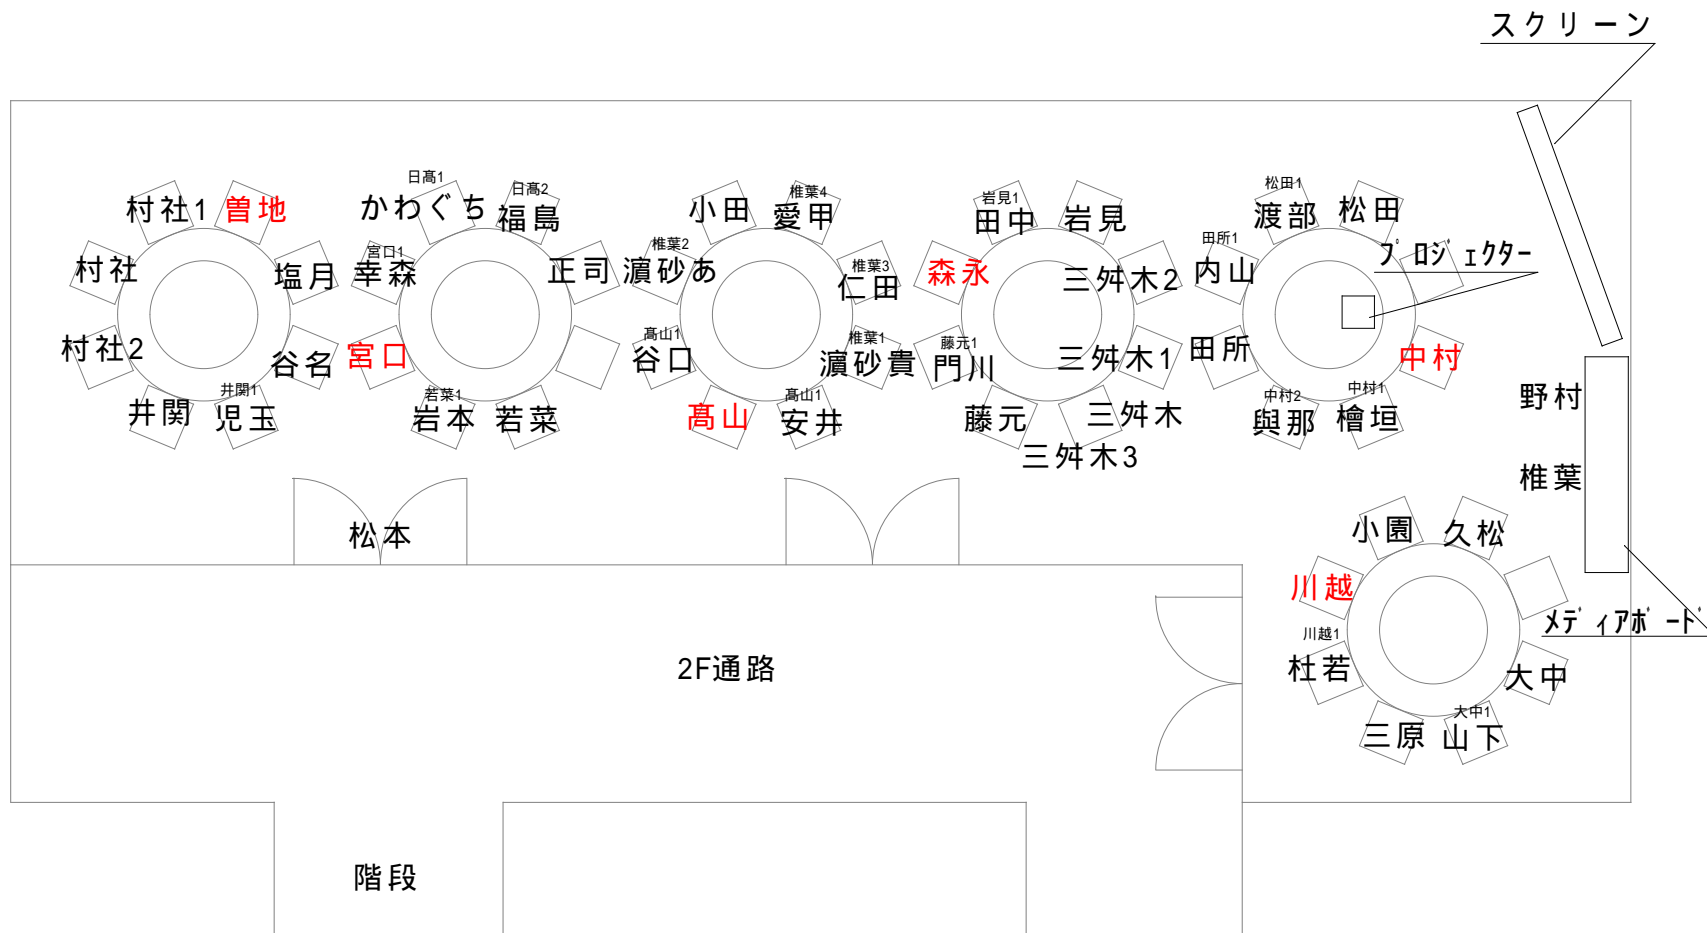 スクリーン
日髙1
日髙2
椎葉4
岩見1
松田1
村社1
曽地
かわぐち
福島
小田
愛甲
田中
岩見
渡部
松田
宮口1
椎葉2
椎葉3
田所1
プロジェクター
村社
塩月
幸森
正司
濵砂あ
仁田
森永
三舛木2
内山
髙山1
椎葉1
藤元1
村社2
谷名
宮口
谷口
濵砂貴
門川
三舛木1
田所
中村
井関1
若菜1
髙山1
中村2
中村1
野村
井関
児玉
岩本
若菜
髙山
安井
藤元
三舛木
與那
檜垣
三舛木3
椎葉
松本
小園
久松
川越
メディアボード
川越1
2F通路
杜若
大中
大中1
三原
山下
階段